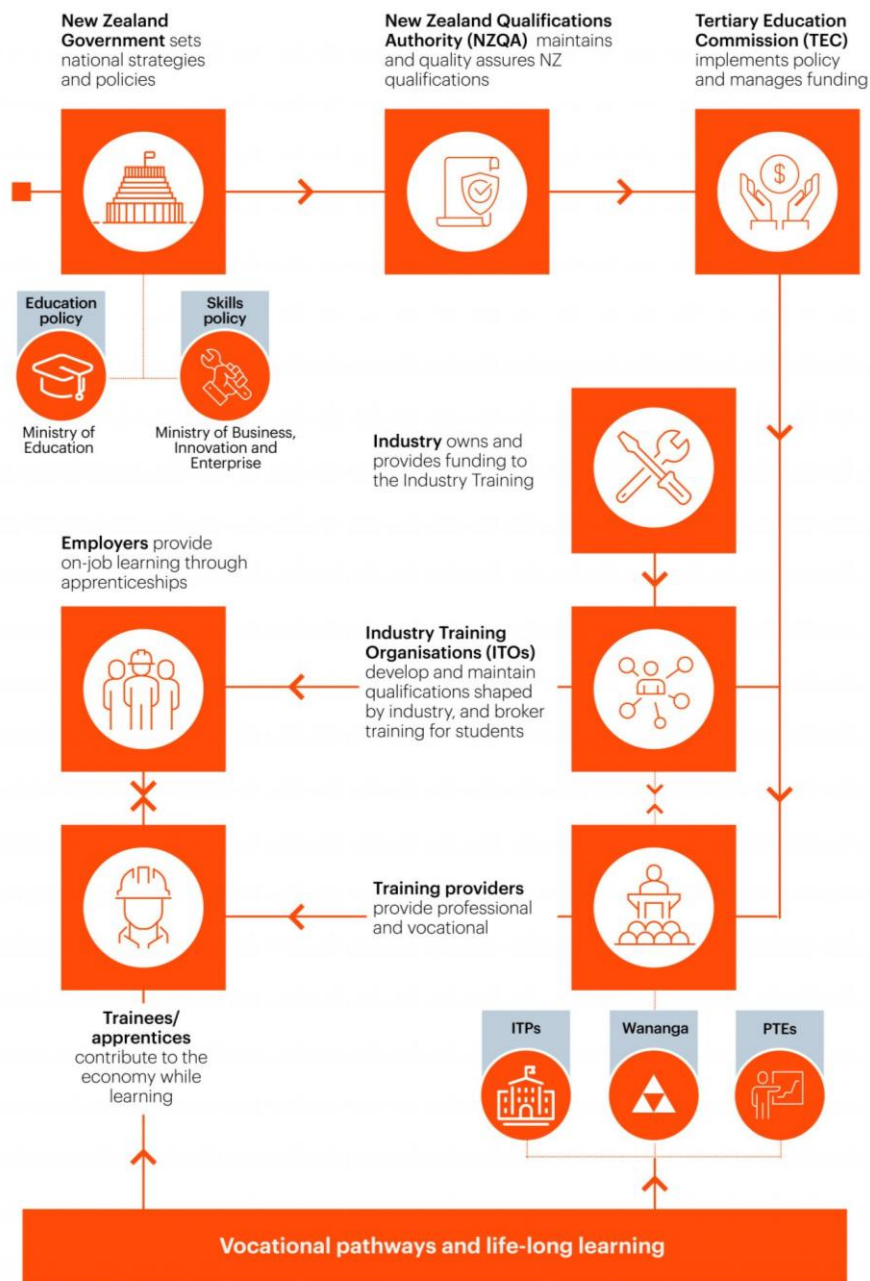 New Zealand
Government sets
national strategies
and policies
New Zealand Qualifications
Authority (NZQA) maintains
and quality assures NZ
qualifications
Tertiary Education
Commission (TEC)
implements policy
and manages funding
$
Education
policy
Skills
policy
Ministry of
Education
Ministry of Business,
Innovation and
Enterprise
Industry owns and
provides funding to
the Industry Training
Employers provide
on-job learning through
apprenticeships
Industry Training
Organisations (ITOs)
develop and maintain
qualifications shaped
by industry, and broker
training for students
Training providers
provide professional
and vocational
Trainees/
apprentices
contribute to the
economy while
learning
ITPs
Wananga
PTEs
Vocational pathways and life-long learning